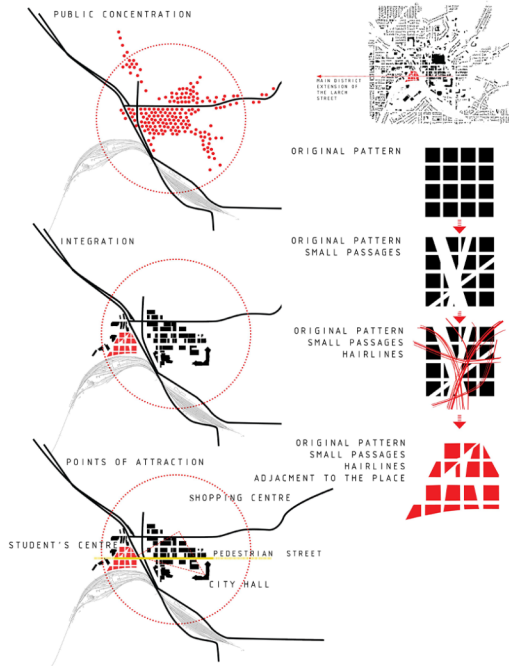 PUBLIC CONCENTRATION
MAIN DISTRICT
EXTENSION OF
THE LARCH
STREET
ORIGINAL PATTERN
INTEGRATION
ORIGINAL PATTERN
SMALL PASSAGES
ORIGINAL PATTERN
SMALL PASSAGES
HAIRLINES
ORIGINAL PATTERN
SMALL PASSAGES
HAIRLINES
ADJACMENT TO THE PLACE
POINTS OF ATTRACTION
SHOPPING CENTRE
STUDENT'S CENTRE
PEDESTRIAN STREET
CITY HALL